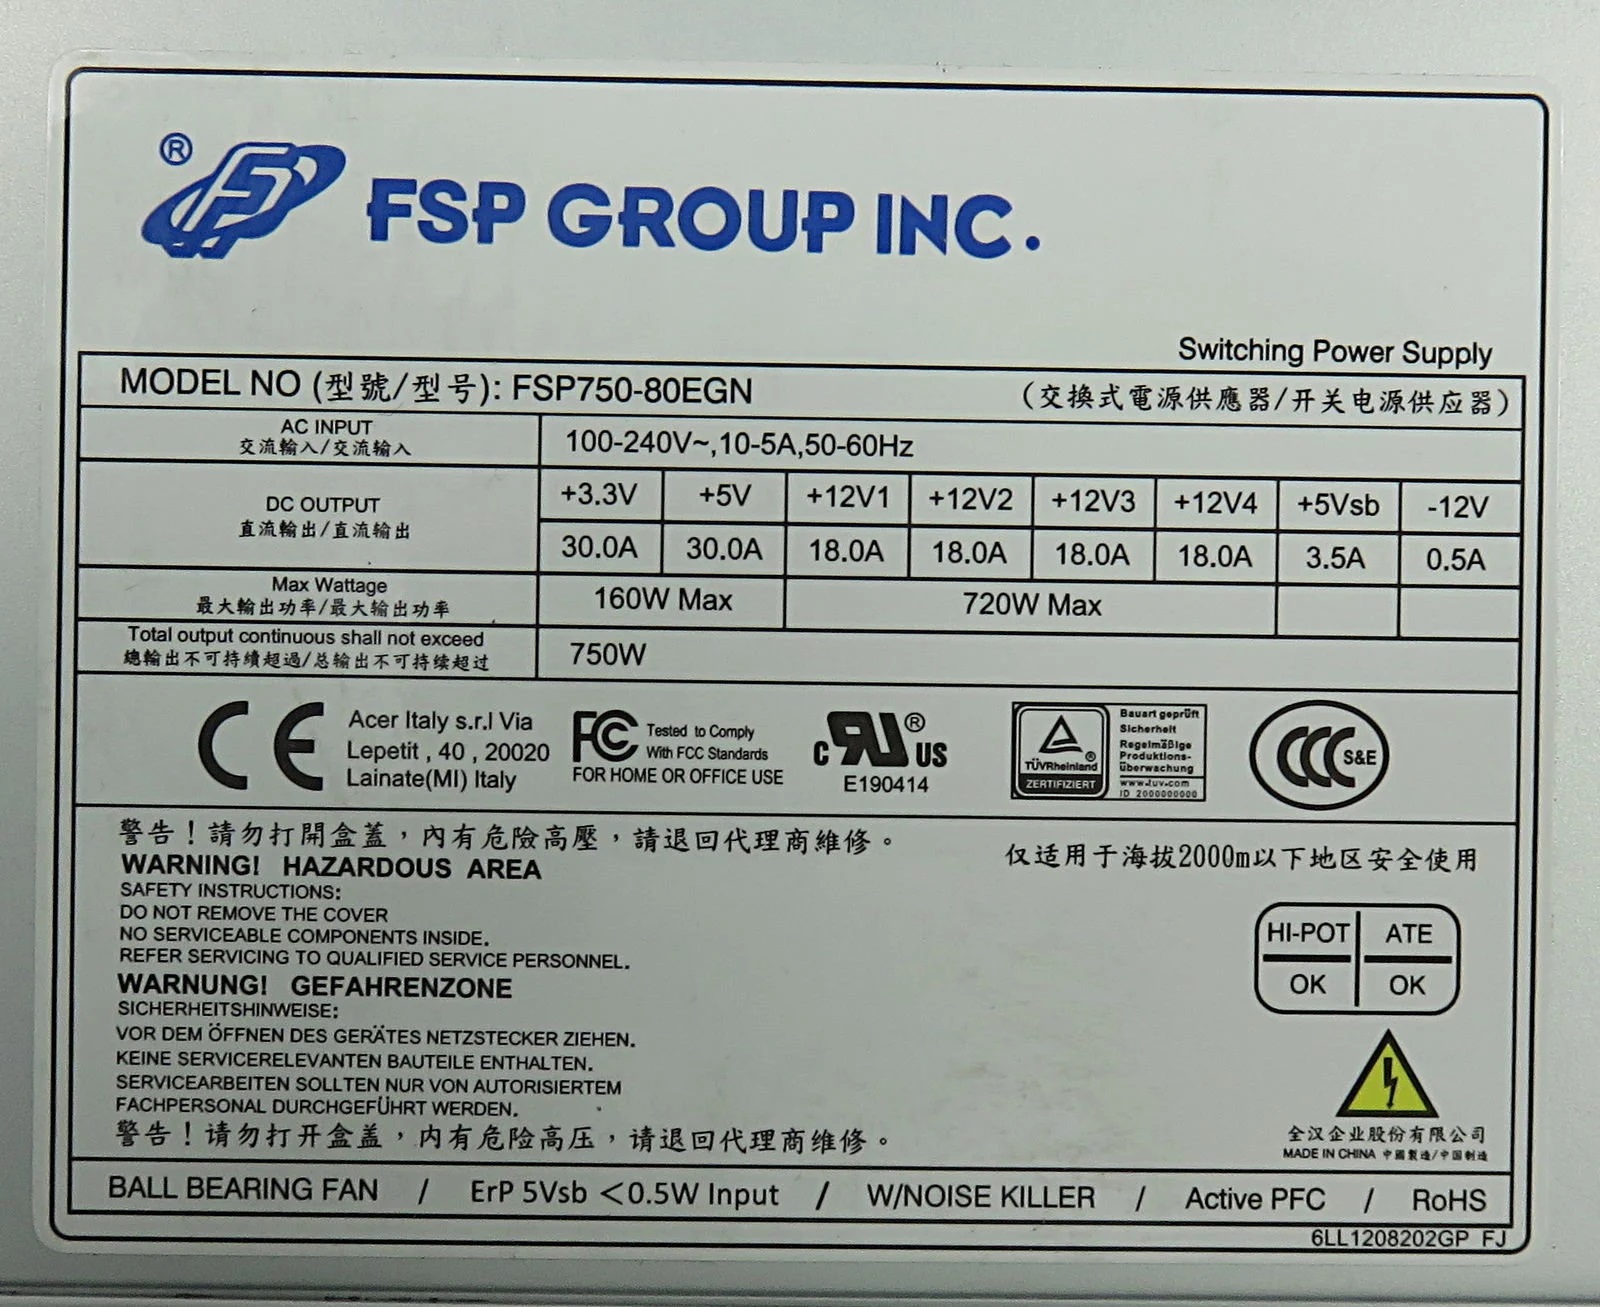 ® FSP GROUP INC.
Switching Power Supply
MODEL NO (型號/型号): FSP750-80EGN (交換式電源供應器/开关电源供应器)
AC INPUT
交流輸入/交流输入
100-240V~,10-5A,50-60Hz
DC OUTPUT
直流輸出/直流输出
+3.3V +5V +12V1 +12V2 +12V3 +12V4 +5Vsb -12V
30.0A 30.0A 18.0A 18.0A 18.0A 18.0A 3.5A 0.5A
Max Wattage
最大輸出功率/最大输出功率
160W Max 720W Max
Total output continuous shall not exceed
總輸出不可持續超過/总输出不可持续超过
750W
CE
Acer Italy s.r.l Via
Lepetit , 40 , 20020
Lainate(MI) Italy
FC Tested to Comply
With FCC Standards
FOR HOME OR OFFICE USE
c RU ® US
E190414
TÜVRheinland ®
ZERTIFIZIERT
Bauart geprüft
Sicherheit
Regelmäßige
Produktions-
überwachung
www.tuv.com
ID 2000000000
CCC S&E
警告！請勿打開盒蓋，內有危險高壓，請退回代理商維修。
WARNING! HAZARDOUS AREA
SAFETY INSTRUCTIONS:
DO NOT REMOVE THE COVER
NO SERVICEABLE COMPONENTS INSIDE.
REFER SERVICING TO QUALIFIED SERVICE PERSONNEL.
WARNUNG! GEFAHRENZONE
SICHERHEITSHINWEISE:
VOR DEM ÖFFNEN DES GERÄTES NETZSTECKER ZIEHEN.
KEINE SERVICERELEVANTEN BAUTEILE ENTHALTEN.
SERVICEARBEITEN SOLLTEN NUR VON AUTORISIERTEM
FACHPERSONAL DURCHGEFÜHRT WERDEN.
警告！请勿打开盒盖，内有危险高压，请退回代理商维修。
仅适用于海拔2000m以下地区安全使用
HI-POT ATE
OK OK
全汉企业股份有限公司
MADE IN CHINA 中國製造/中国制造
BALL BEARING FAN / ErP 5Vsb <0.5W Input / W/NOISE KILLER / Active PFC / RoHS
6LL1208202GP FJ